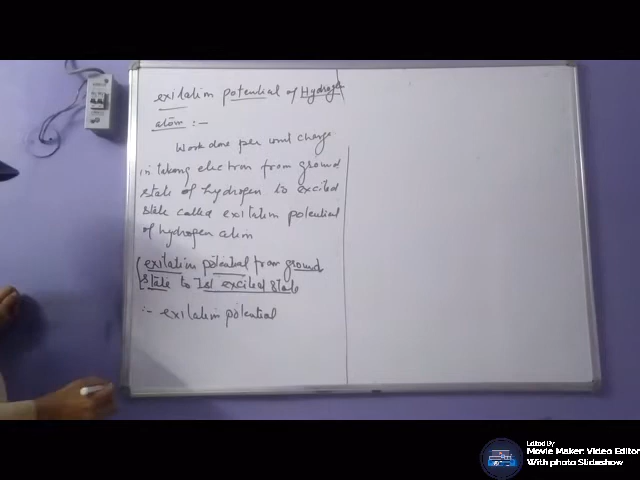 exitation potential of Hydrogen
atom :-
Work done per unit charge
in taking electron from ground
state of hydrogen to excited
state called exitation potential
of hydrogen atom
(exitation potential from ground
state to 1st excited state
:- exitation potential
Edited By
Movie Maker: Video Editor
With photo Slideshow